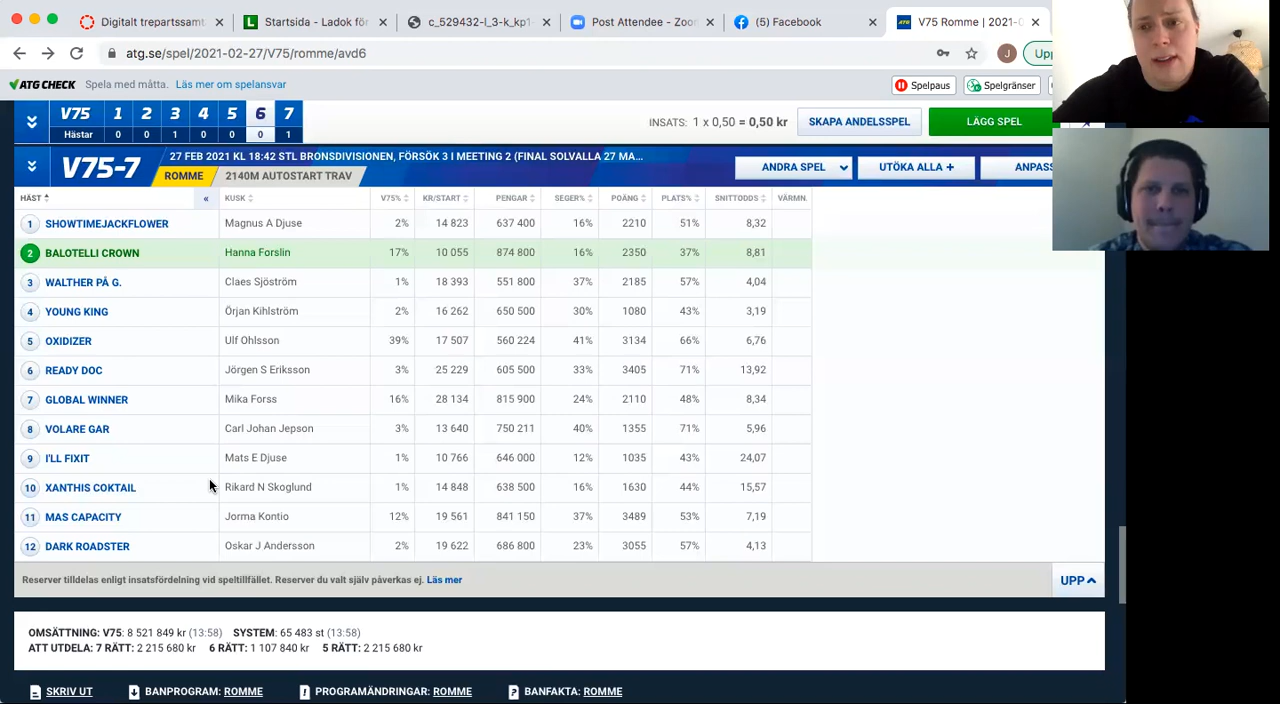 Digitalt trepartssamt
Startsida - Ladok för
c_529432-l_3-k_kp1-
Post Attendee - Zoo
(5) Facebook
V75 Romme | 2021-0
atg.se/spel/2021-02-27/V75/romme/avd6
J
Upp
ATG CHECK Spela med måtta. Läs mer om spelansvar
Spelpaus
Spelgränser
V75 1 2 3 4 5 6 7
Hästar 0 0 1 0 0 0 1
INSATS: 1 x 0,50 = 0,50 kr
SKAPA ANDELSSPEL
LÄGG SPEL
V75-7
27 FEB 2021 KL 18:42 STL BRONSDIVISIONEN, FÖRSÖK 3 I MEETING 2 (FINAL SOLVALLA 27 MA...
ROMME 2140M AUTOSTART TRAV
ANDRA SPEL
UTÖKA ALLA +
ANPASS
HÄST « KUSK V75% KR/START PENGAR SEGER% POÄNG PLATS% SNITTODDS VÄRMN.
1 SHOWTIMEJACKFLOWER Magnus A Djuse 2% 14 823 637 400 16% 2210 51% 8,32
2 BALOTELLI CROWN Hanna Forslin 17% 10 055 874 800 16% 2350 37% 8,81
3 WALTHER PÅ G. Claes Sjöström 1% 18 393 551 800 37% 2185 57% 4,04
4 YOUNG KING Örjan Kihlström 2% 16 262 650 500 30% 1080 43% 3,19
5 OXIDIZER Ulf Ohlsson 39% 17 507 560 224 41% 3134 66% 6,76
6 READY DOC Jörgen S Eriksson 3% 25 229 605 500 33% 3405 71% 13,92
7 GLOBAL WINNER Mika Forss 16% 28 134 815 900 24% 2110 48% 8,34
8 VOLARE GAR Carl Johan Jepson 3% 13 640 750 211 40% 1355 71% 5,96
9 I'LL FIXIT Mats E Djuse 1% 10 766 646 000 12% 1035 43% 24,07
10 XANTHIS COKTAIL Rikard N Skoglund 1% 14 848 638 500 16% 1630 44% 15,57
11 MAS CAPACITY Jorma Kontio 12% 19 561 841 150 37% 3489 53% 7,19
12 DARK ROADSTER Oskar J Andersson 2% 19 622 686 800 23% 3055 57% 4,13
Reserver tilldelas enligt insatsfördelning vid speltillfället. Reserver du valt själv påverkas ej. Läs mer
UPP
OMSÄTTNING: V75: 8 521 849 kr (13:58) SYSTEM: 65 483 st (13:58)
ATT UTDELA: 7 RÄTT: 2 215 680 kr 6 RÄTT: 1 107 840 kr 5 RÄTT: 2 215 680 kr
SKRIV UT
BANPROGRAM: ROMME
PROGRAMÄNDRINGAR: ROMME
BANFAKTA: ROMME